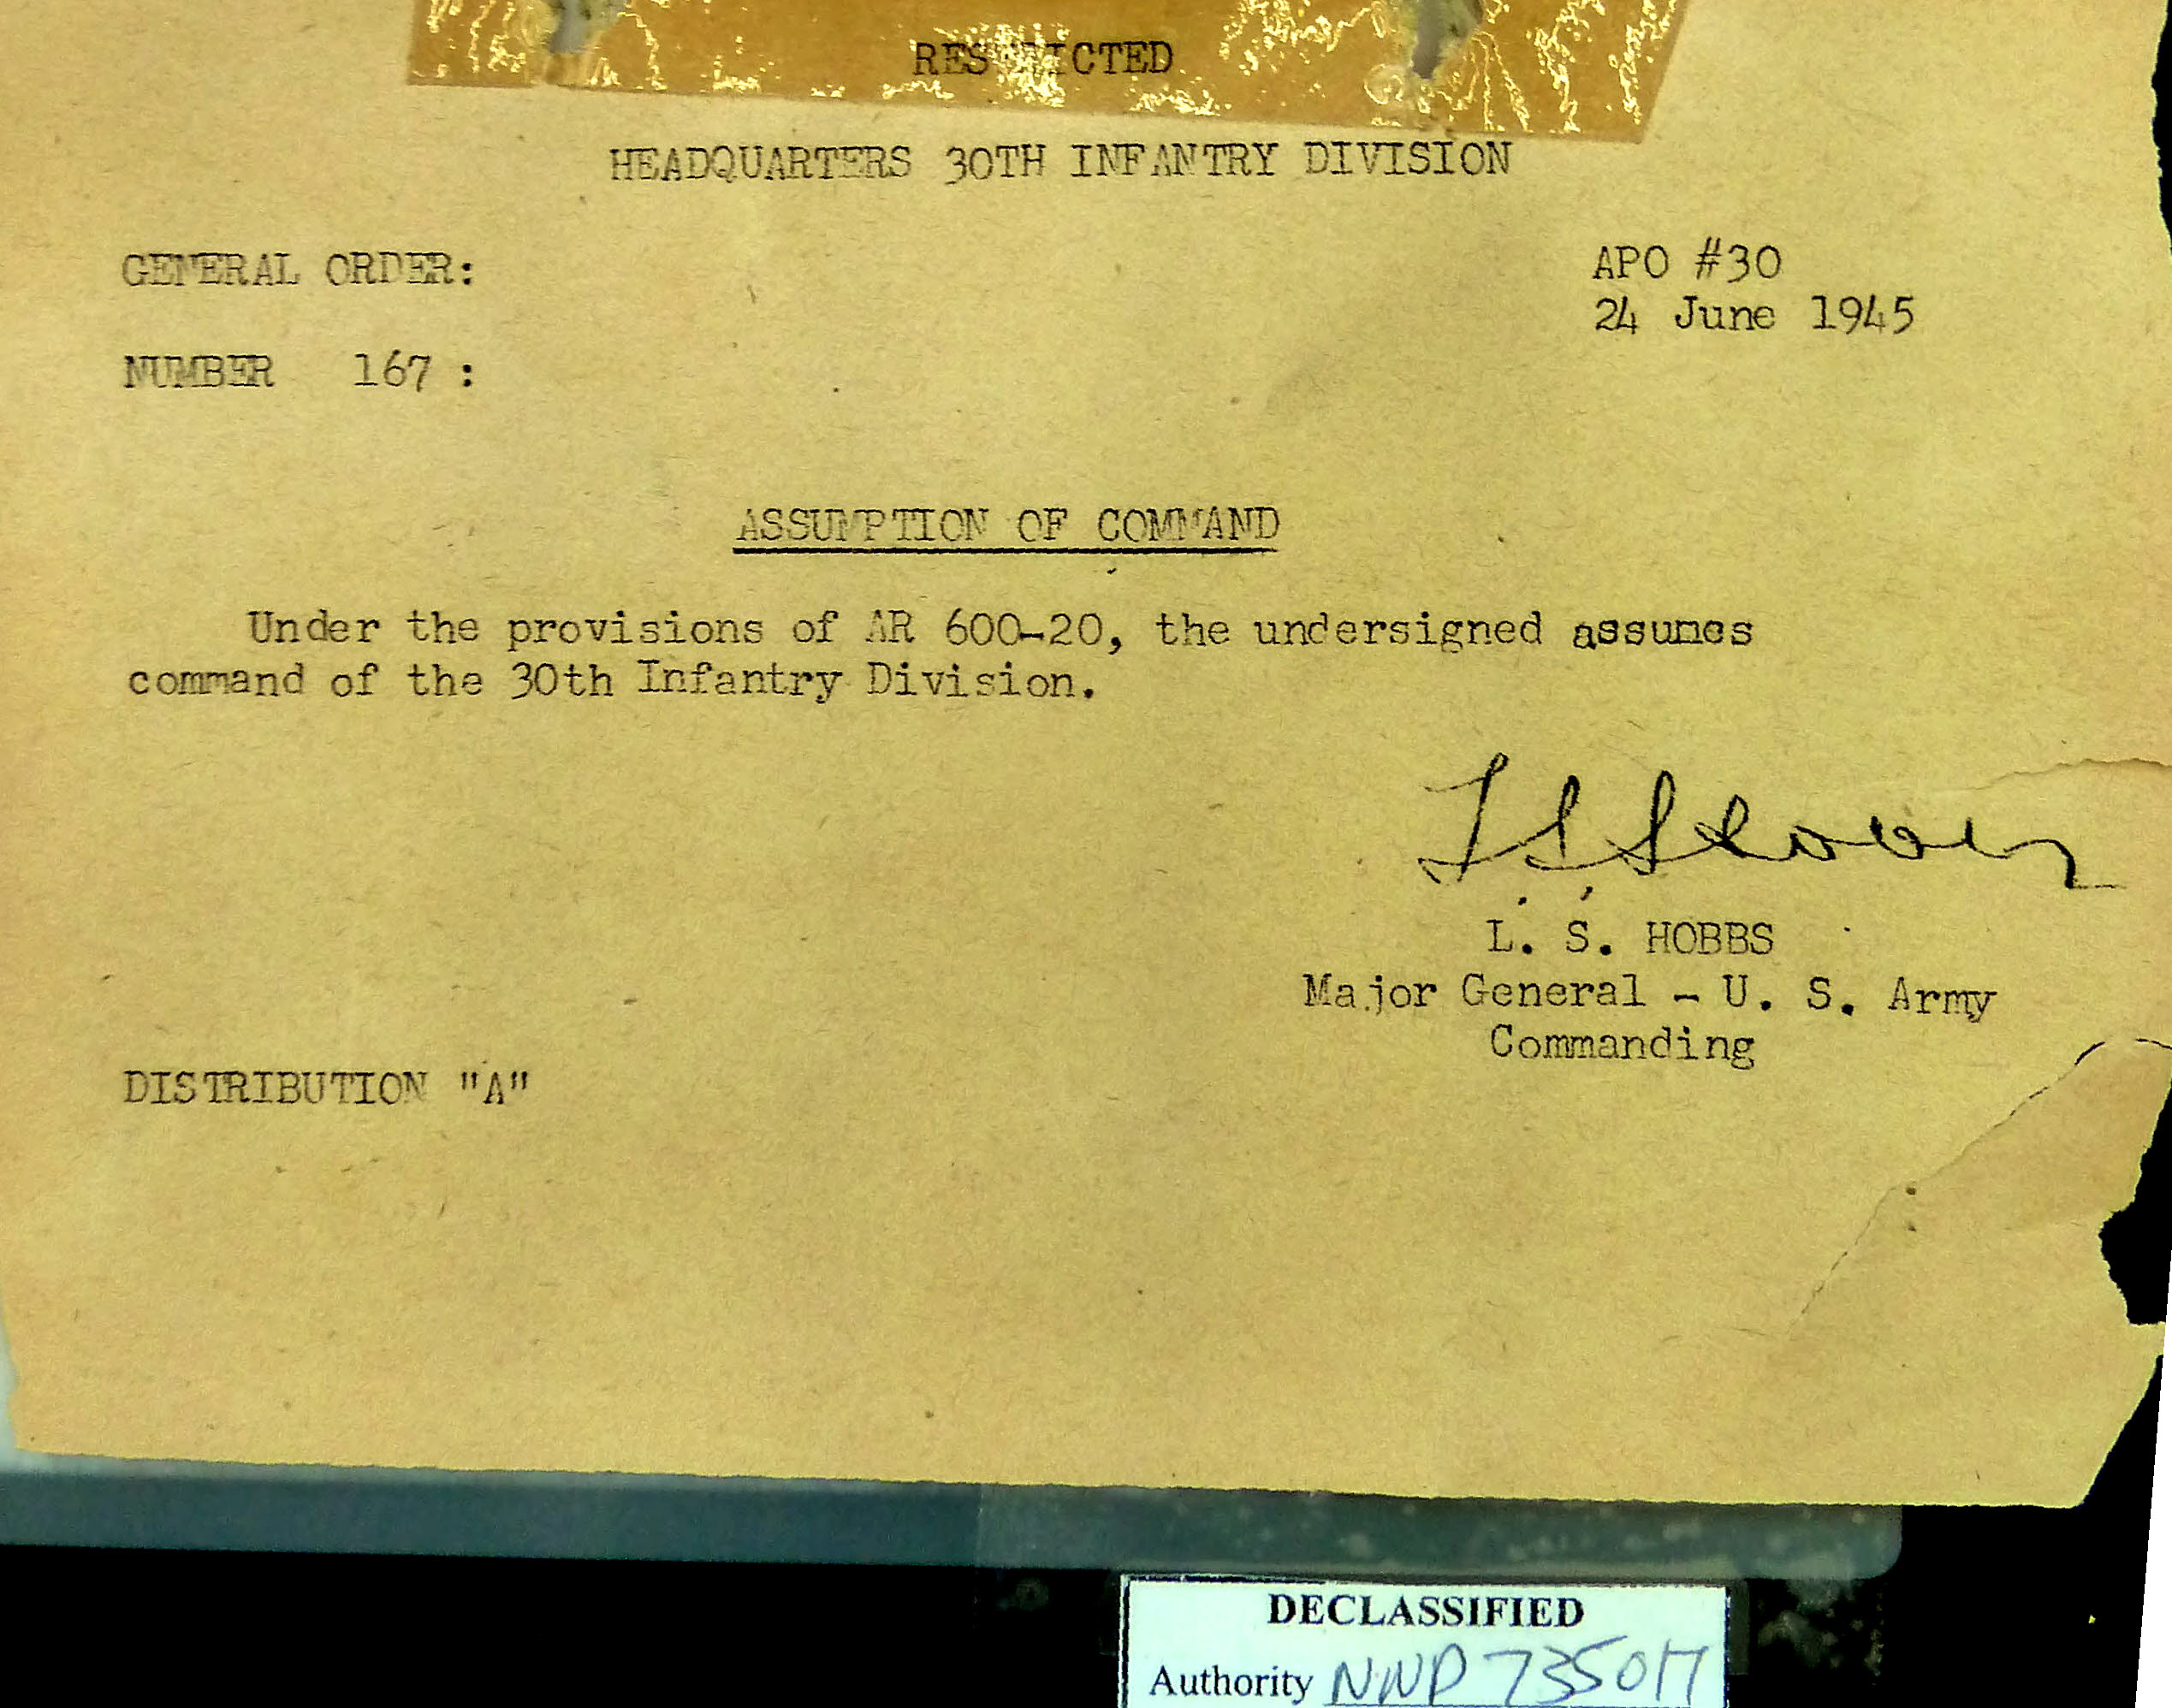 RESTRICTED
HEADQUARTERS 30TH INFANTRY DIVISION
GENERAL ORDER:
APO #30
24 June 1945
NUMBER 167 :
ASSUMPTION OF COMMAND
Under the provisions of AR 600-20, the undersigned assumes
command of the 30th Infantry Division.
L S Hobbs
L. S. HOBBS
Major General - U. S. Army
Commanding
DISTRIBUTION "A"
DECLASSIFIED
Authority NND 735017